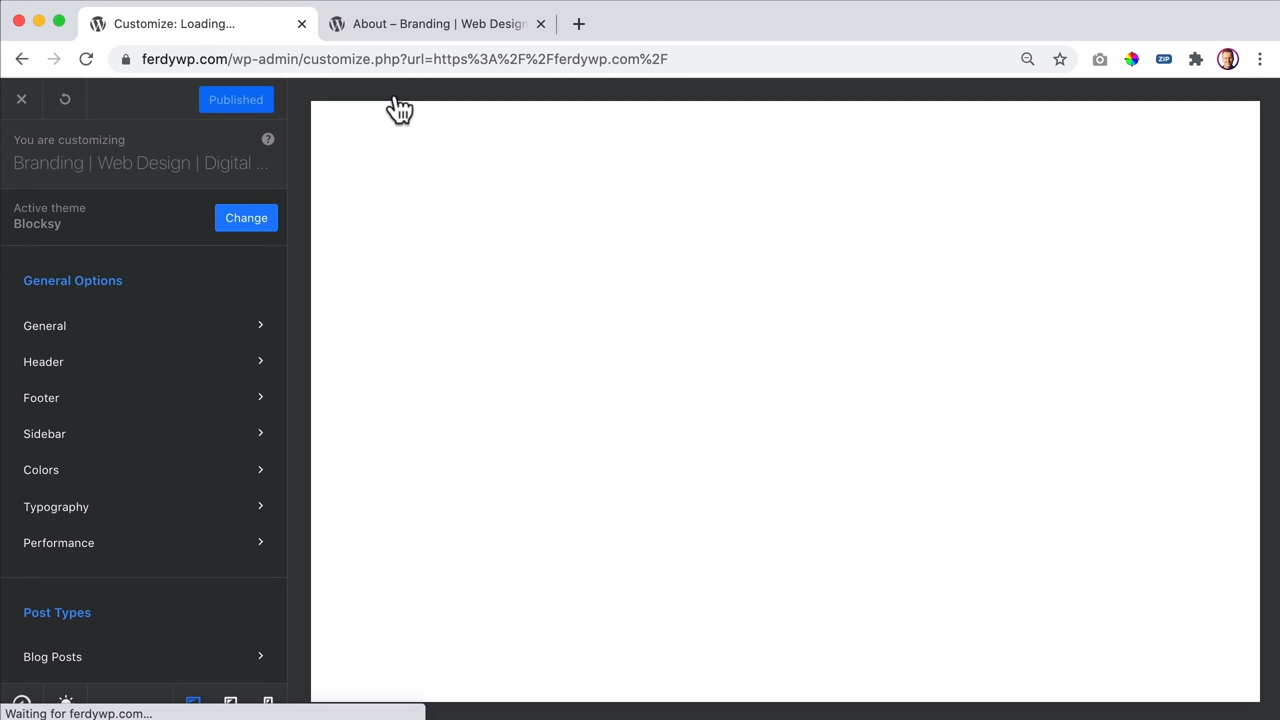 Customize: Loading...
About – Branding | Web Design
ferdywp.com/wp-admin/customize.php?url=https%3A%2F%2Fferdywp.com%2F
ZIP
Published
You are customizing
Branding | Web Design | Digital ...
Active theme
Blocksy
Change
General Options
General
Header
Footer
Sidebar
Colors
Typography
Performance
Post Types
Blog Posts
Waiting for ferdywp.com...